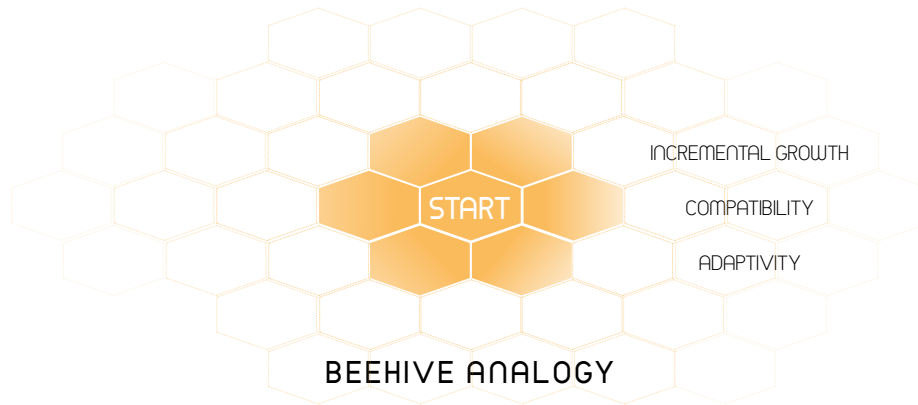 INCREMENTAL GROWTH
START
COMPATIBILITY
ADAPTIVITY
BEEHIVE ANALOGY